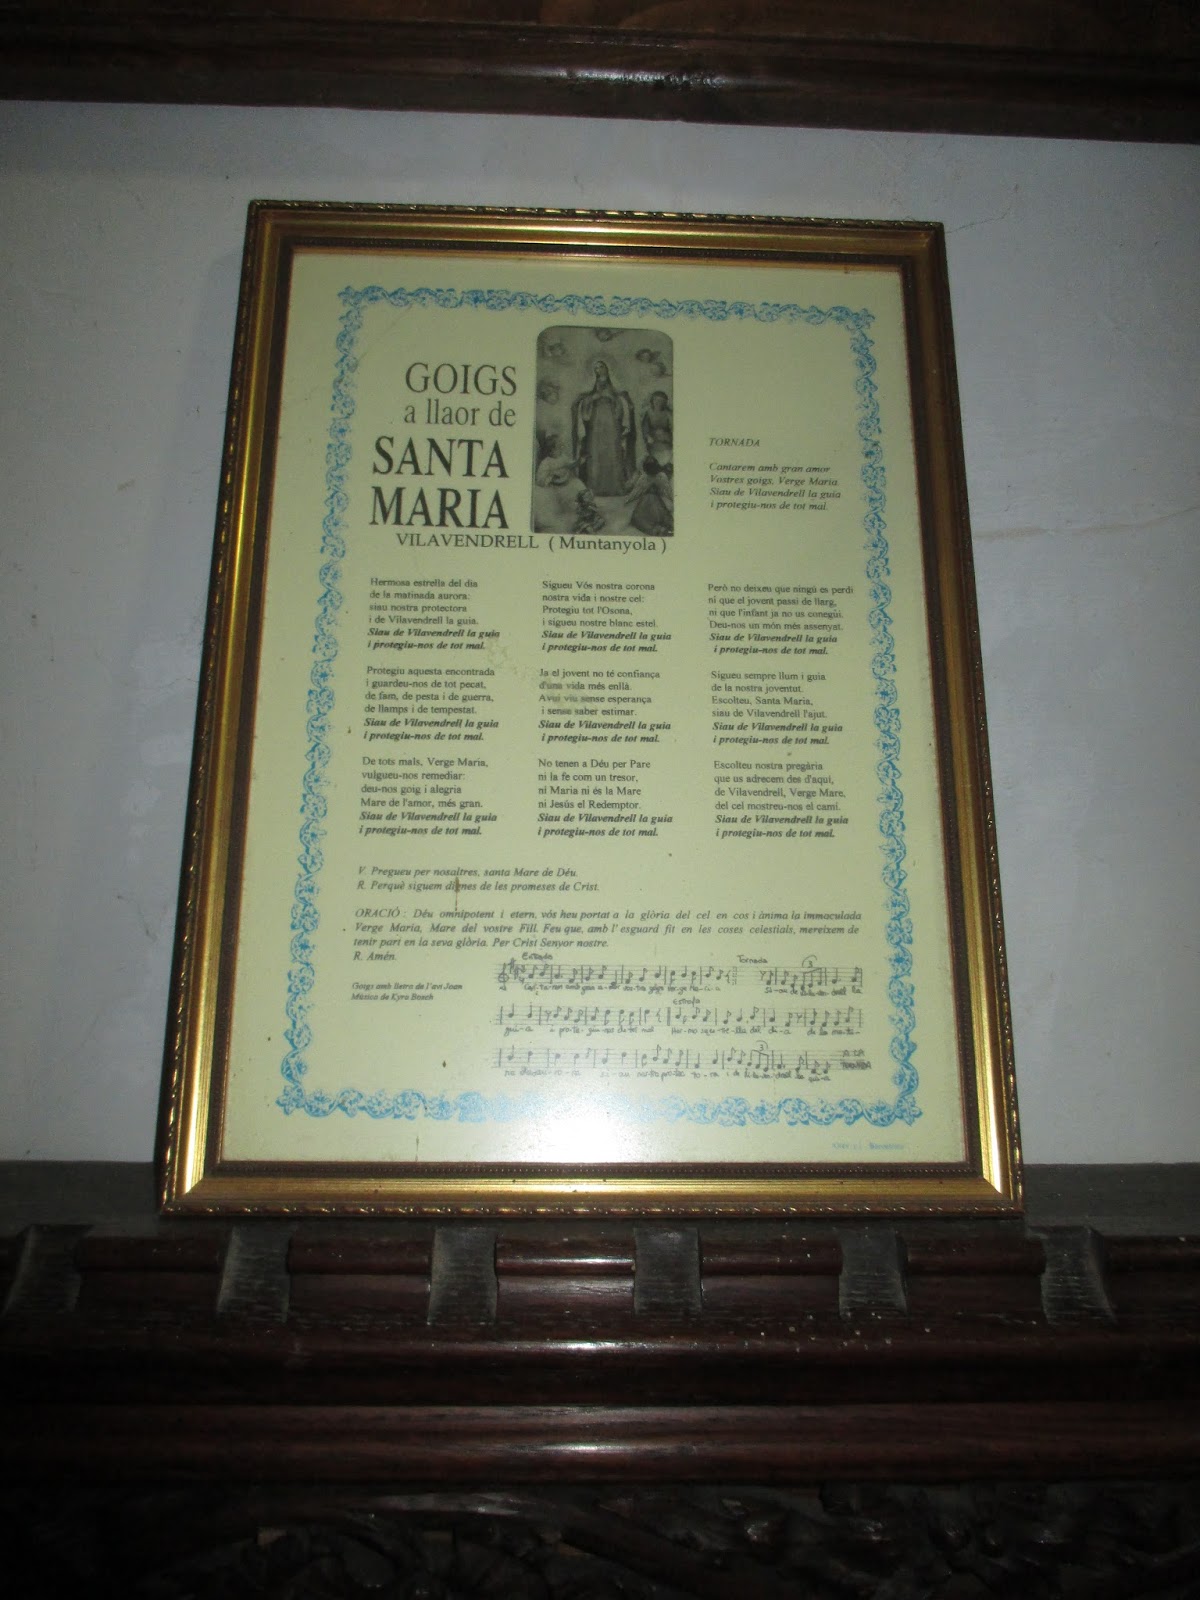 GOIGS
a llaor de
SANTA
MARIA
VILAVENDRELL ( Muntanyola )
TORNADA
Cantarem amb gran amor
Vostres goigs, Verge Maria.
Siau de Vilavendrell la guia
i protegiu-nos de tot mal.
Hermosa estrella del dia
de la matinada aurora:
siau nostra protectora
i de Vilavendrell la guia.
Siau de Vilavendrell la guia
i protegiu-nos de tot mal.
Protegiu aquesta encontrada
i guardeu-nos de tot pecat,
de fam, de pesta i de guerra,
de llamps i de tempestat.
Siau de Vilavendrell la guia
i protegiu-nos de tot mal.
De tots mals, Verge Maria,
vulgueu-nos remediar:
deu-nos goig i alegria
Mare de l'amor, més gran.
Siau de Vilavendrell la guia
i protegiu-nos de tot mal.
Sigueu Vós nostra corona
nostra vida i nostre cel:
Protegiu tot l'Osona,
i sigueu nostre blanc estel.
Siau de Vilavendrell la guia
i protegiu-nos de tot mal.
Ja el jovent no té confiança
d'una vida més enllà.
Avui viu sense esperança
i sense saber estimar.
Siau de Vilavendrell la guia
i protegiu-nos de tot mal.
No tenen a Déu per Pare
ni la fe com un tresor,
ni Maria ni és la Mare
ni Jesús el Redemptor.
Siau de Vilavendrell la guia
i protegiu-nos de tot mal.
Però no deixeu que ningú es perdi
ni que el jovent passi de llarg,
ni que l'infant ja no us conegui.
Deu-nos un món més assenyat.
Siau de Vilavendrell la guia
i protegiu-nos de tot mal.
Sigueu sempre llum i guia
de la nostra joventut.
Escolteu, Santa Maria,
siau de Vilavendrell l'ajut.
Siau de Vilavendrell la guia
i protegiu-nos de tot mal.
Escolteu nostra pregària
que us adrecem des d'aqui,
de Vilavendrell, Verge Mare,
del cel mostreu-nos el camí.
Siau de Vilavendrell la guia
i protegiu-nos de tot mal.
V. Pregueu per nosaltres, santa Mare de Déu.
R. Perquè siguem dignes de les promeses de Crist.
ORACIÓ : Déu omnipotent i etern, vós heu portat a la glòria del cel en cos i ànima la immaculada
Verge Maria, Mare del vostre Fill. Feu que, amb l'esguard fit en les coses celestials, mereixem de
tenir part en la seva glòria. Per Crist Senyor nostre.
R. Amén.
Goigs amb lletra de l'avi Joan
Música de Kyra Bosch
Entrada
Tornada
3
Estrofa
3